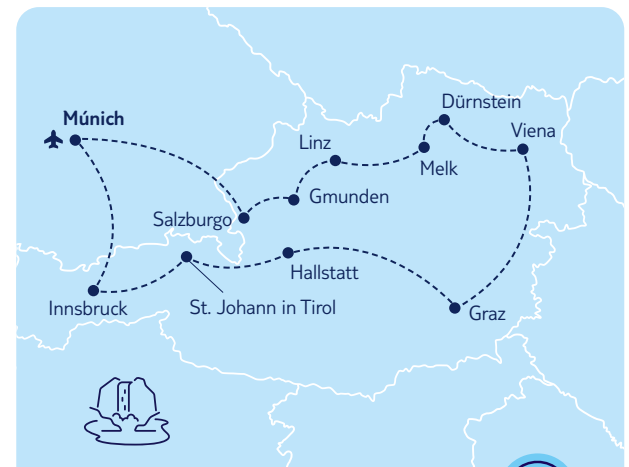 Múnich
Dürnstein
Viena
Linz
Melk
Gmunden
Salzburgo
Hallstatt
Innsbruck
St. Johann in Tirol
Graz